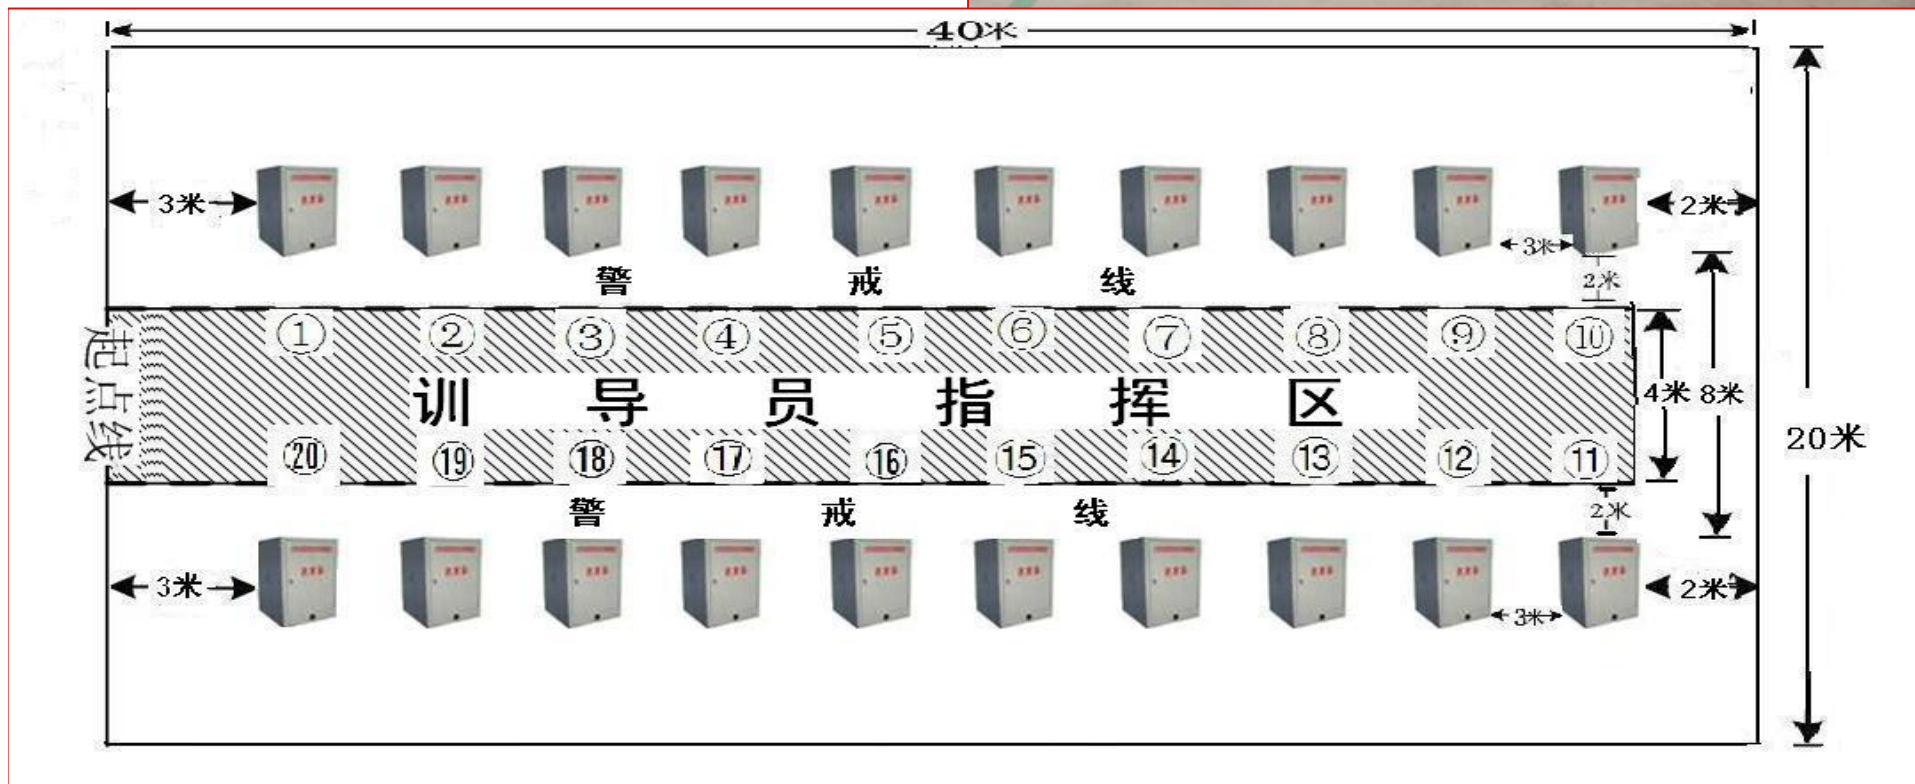 40米
3米
2米
3米
警 戒 线
2米
① ② ③ ④ ⑤ ⑥ ⑦ ⑧ ⑨ ⑩
起点线
训 导 员 指 挥 区
4米
8米
20米
⑳ ⑲ ⑱ ⑰ ⑯ ⑮ ⑭ ⑬ ⑫ ⑪
警 戒 线
2米
3米
2米
3米